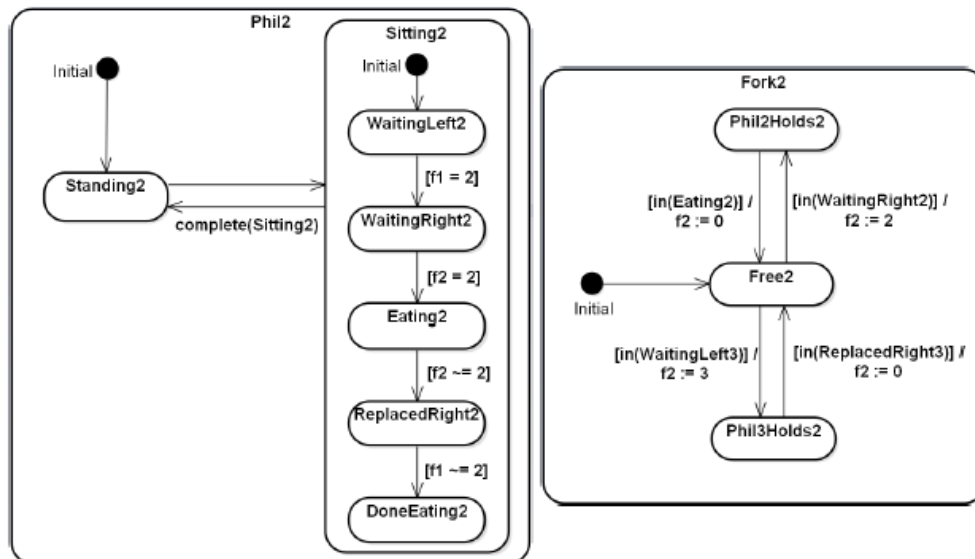 Phil2
Initial
Standing2
complete(Sitting2)
Sitting2
Initial
WaitingLeft2
[f1 = 2]
WaitingRight2
[f2 = 2]
Eating2
[f2 ~= 2]
ReplacedRight2
[f1 ~= 2]
DoneEating2
Fork2
Phil2Holds2
[in(Eating2)] /
f2 := 0
[in(WaitingRight2)] /
f2 := 2
Free2
Initial
[in(WaitingLeft3)] /
f2 := 3
[in(ReplacedRight3)] /
f2 := 0
Phil3Holds2